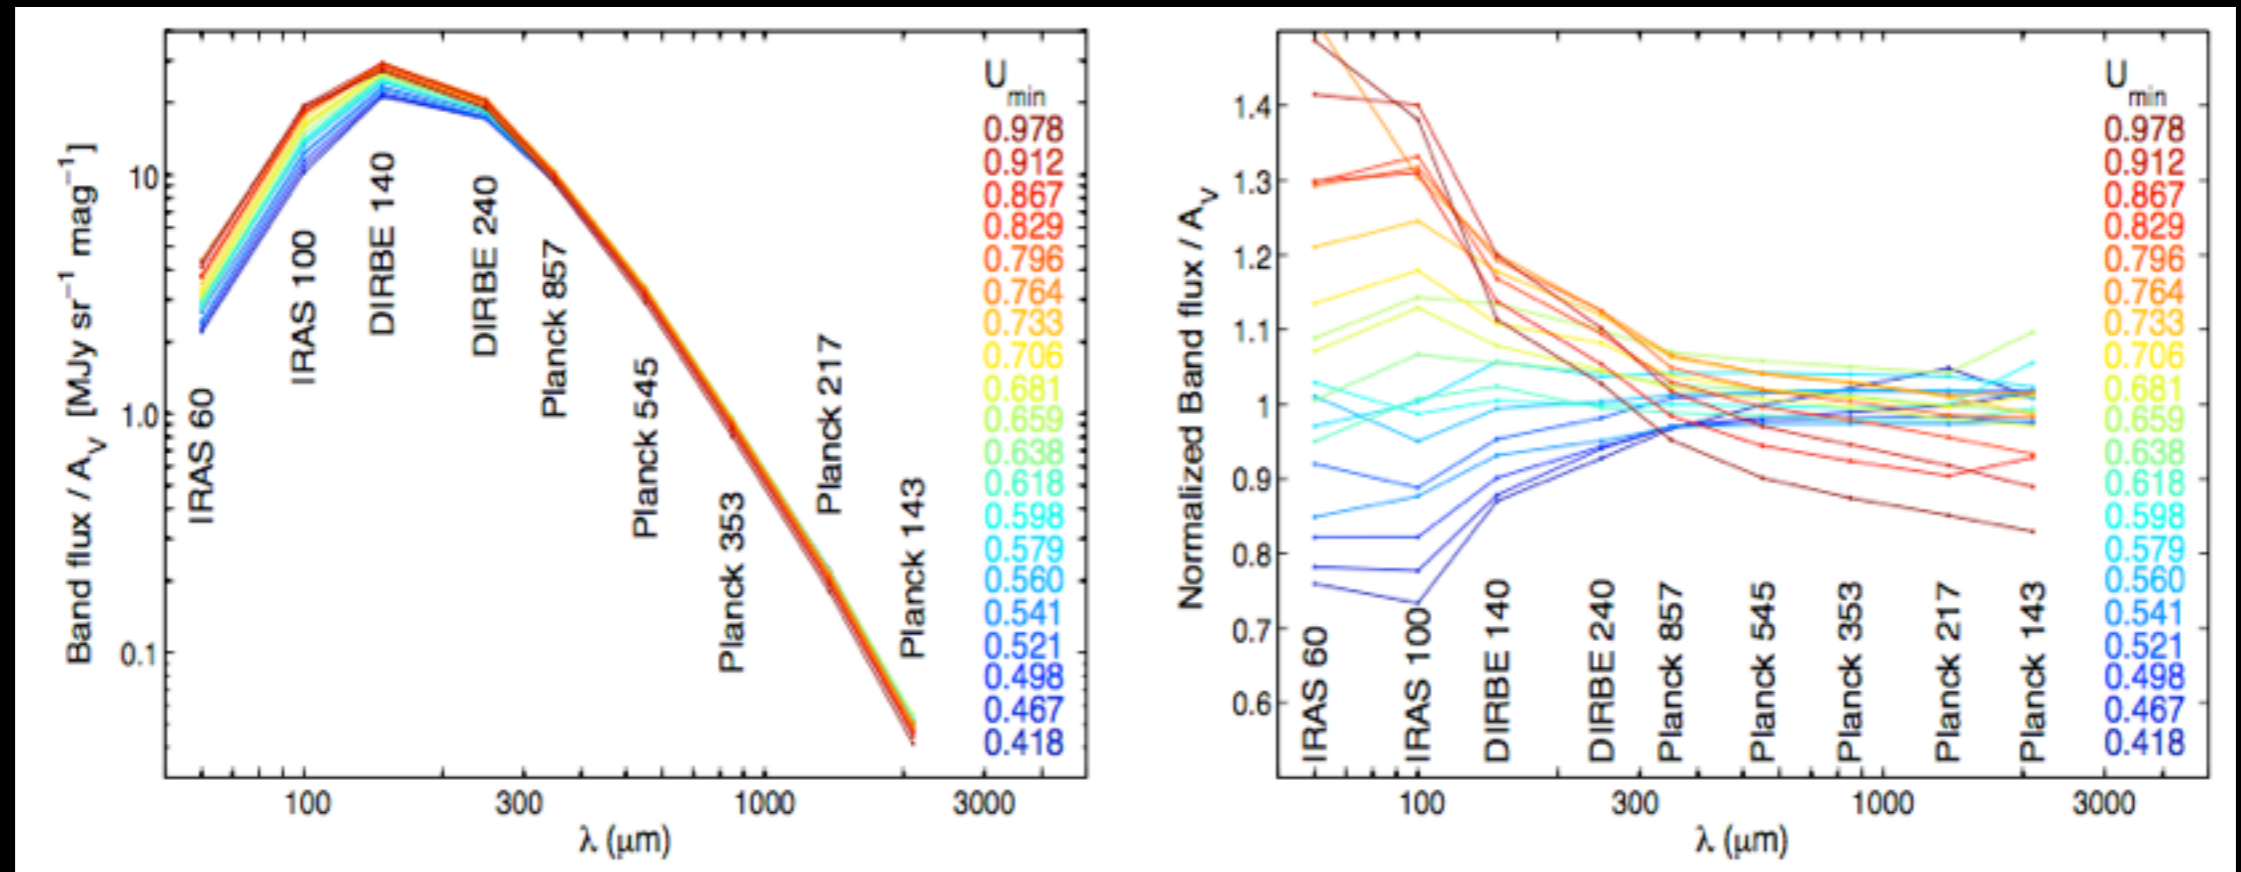 Band flux / A_V [MJy sr⁻¹ mag⁻¹]
10
1.0
0.1
IRAS 60
IRAS 100
DIRBE 140
DIRBE 240
Planck 857
Planck 545
Planck 353
Planck 217
Planck 143
U_min
0.978
0.912
0.867
0.829
0.796
0.764
0.733
0.706
0.681
0.659
0.638
0.618
0.598
0.579
0.560
0.541
0.521
0.498
0.467
0.418
100
300
1000
3000
λ (μm)
Normalized Band flux / A_V
1.4
1.3
1.2
1.1
1
0.9
0.8
0.7
0.6
IRAS 60
IRAS 100
DIRBE 140
DIRBE 240
Planck 857
Planck 545
Planck 353
Planck 217
Planck 143
U_min
0.978
0.912
0.867
0.829
0.796
0.764
0.733
0.706
0.681
0.659
0.638
0.618
0.598
0.579
0.560
0.541
0.521
0.498
0.467
0.418
100
300
1000
3000
λ (μm)